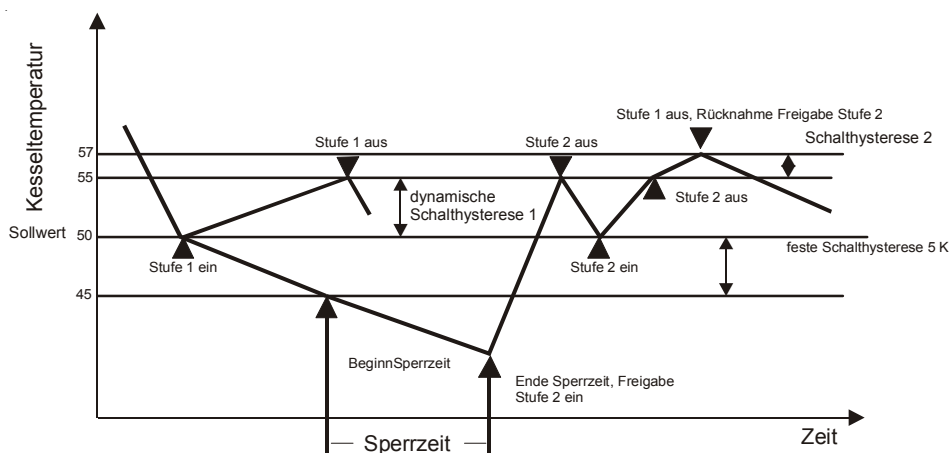 Kesseltemperatur
Stufe 1 aus, Rücknahme Freigabe Stufe 2
Stufe 1 aus
Stufe 2 aus
Schalthysterese 2
57
55
dynamische
Schalthysterese 1
Stufe 2 aus
Sollwert
50
feste Schalthysterese 5 K
Stufe 1 ein
Stufe 2 ein
45
BeginnSperrzeit
Ende Sperrzeit, Freigabe
Stufe 2 ein
Sperrzeit
Zeit